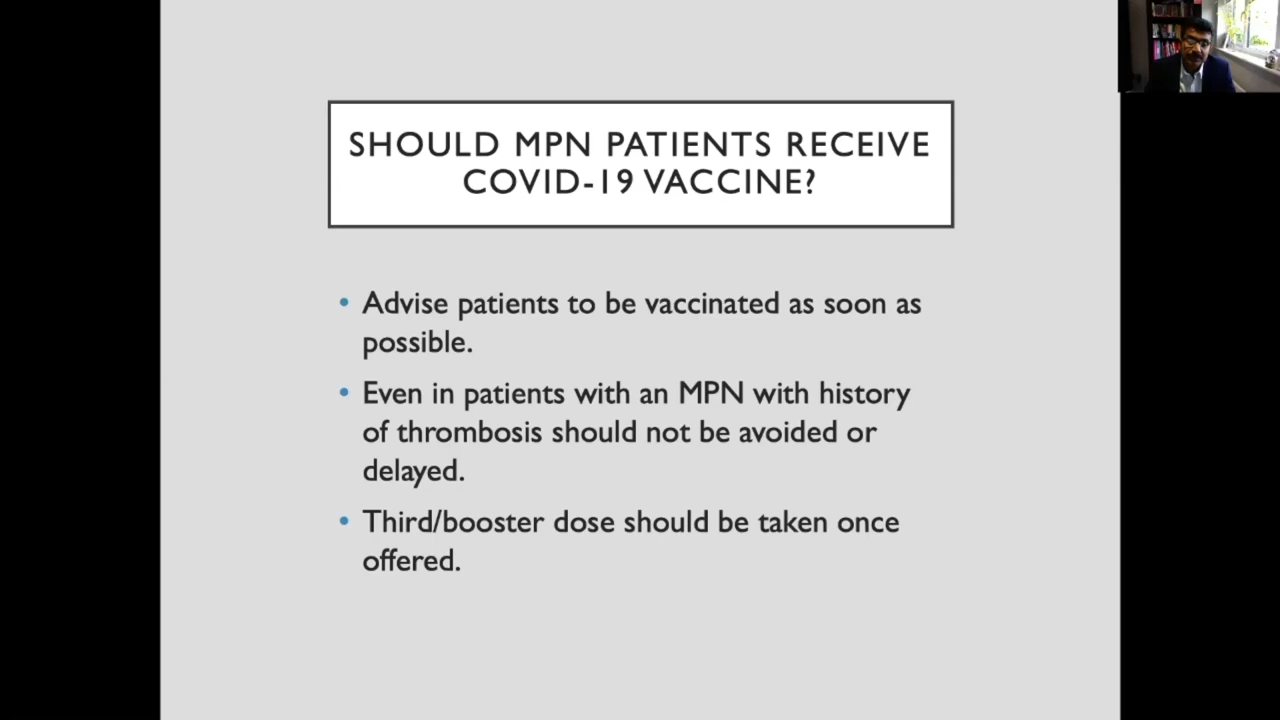 SHOULD MPN PATIENTS RECEIVE
COVID-19 VACCINE?
• Advise patients to be vaccinated as soon as
possible.
• Even in patients with an MPN with history
of thrombosis should not be avoided or
delayed.
• Third/booster dose should be taken once
offered.